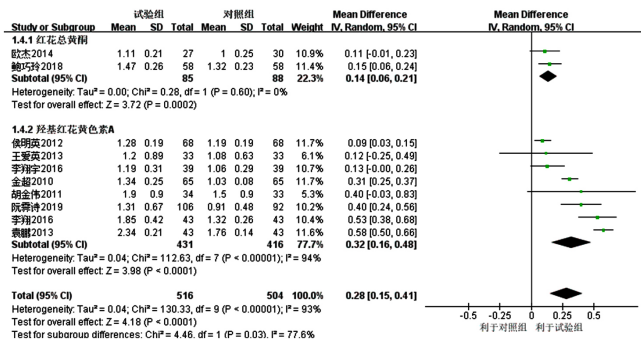 试验组 对照组 Mean Difference Mean Difference
Study or Subgroup Mean SD Total Mean SD Total Weight IV, Random, 95% CI IV, Random, 95% CI
1.4.1 红花总黄酮
欧杰2014 1.11 0.21 27 1 0.25 30 10.9% 0.11 [-0.01, 0.23]
鲍巧玲2018 1.47 0.26 58 1.32 0.23 58 11.4% 0.15 [0.06, 0.24]
Subtotal (95% CI) 85 88 22.3% 0.14 [0.06, 0.21]
Heterogeneity: Tau² = 0.00; Chi² = 0.28, df = 1 (P = 0.60); I² = 0%
Test for overall effect: Z = 3.72 (P = 0.0002)
1.4.2 羟基红花黄色素A
侯明英2012 1.28 0.19 68 1.19 0.19 68 11.7% 0.09 [0.03, 0.15]
王爱英2013 1.2 0.89 33 1.08 0.63 33 6.1% 0.12 [-0.25, 0.49]
李翔宇2016 1.19 0.31 39 1.06 0.29 39 10.7% 0.13 [-0.00, 0.26]
金超2010 1.34 0.25 65 1.03 0.08 65 11.7% 0.31 [0.25, 0.37]
胡金伟2011 1.9 0.9 34 1.5 0.9 33 5.5% 0.40 [-0.03, 0.83]
阮霁诗2019 1.31 0.67 106 0.91 0.48 92 10.1% 0.40 [0.24, 0.56]
李翔2016 1.85 0.42 43 1.32 0.26 43 10.4% 0.53 [0.38, 0.68]
袁鹏2013 2.34 0.21 43 1.76 0.14 43 11.5% 0.58 [0.50, 0.66]
Subtotal (95% CI) 431 416 77.7% 0.32 [0.16, 0.48]
Heterogeneity: Tau² = 0.04; Chi² = 112.63, df = 7 (P < 0.00001); I² = 94%
Test for overall effect: Z = 3.98 (P < 0.0001)
Total (95% CI) 516 504 100.0% 0.28 [0.15, 0.41]
Heterogeneity: Tau² = 0.04; Chi² = 130.33, df = 9 (P < 0.00001); I² = 93%
Test for overall effect: Z = 4.18 (P < 0.0001)
Test for subgroup differences: Chi² = 4.46, df = 1 (P = 0.03), I² = 77.6%
-0.5 -0.25 0 0.25 0.5
利于对照组 利于试验组